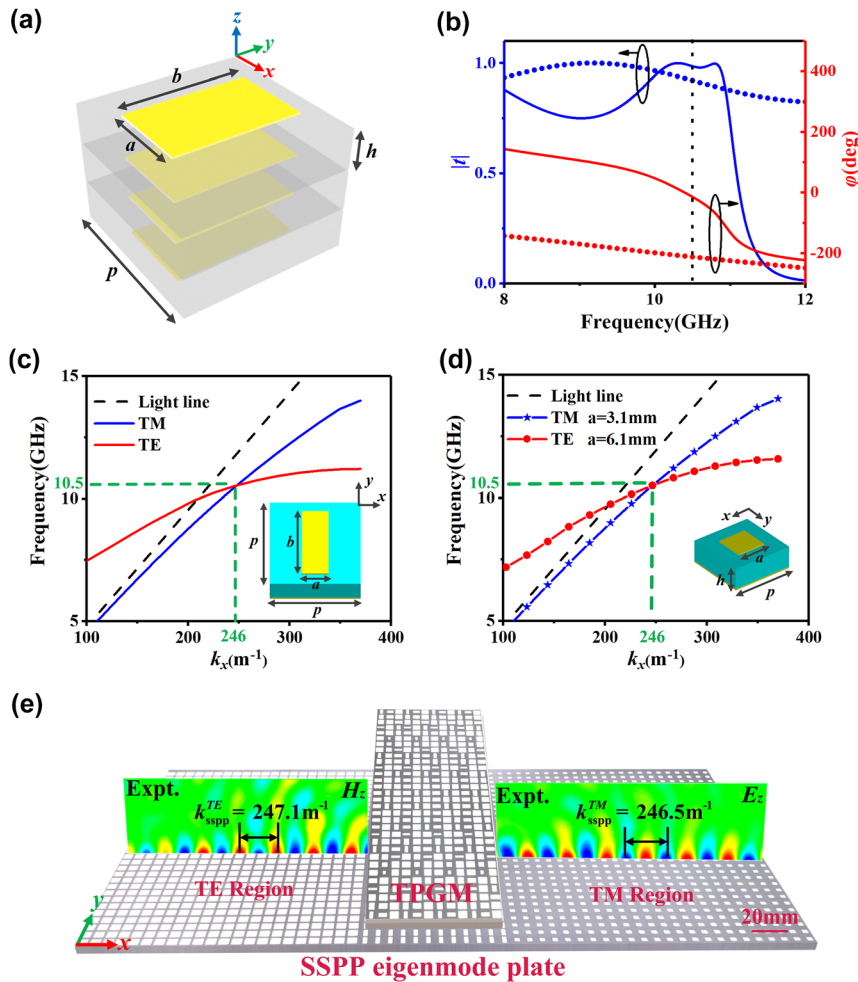 (a)
z
y
x
b
a
h
p
(b)
1.0
0.5
0.0
|t|
400
200
0
-200
φ(deg)
8
10
12
Frequency(GHz)
(c)
15
10.5
10
5
Frequency(GHz)
Light line
TM
TE
y
x
p
b
a
p
100
200
246
300
400
kx(m-1)
(d)
15
10.5
10
5
Frequency(GHz)
Light line
TM a=3.1mm
TE a=6.1mm
x
y
a
h
p
100
200
246
300
400
kx(m-1)
(e)
Expt.
Hz
kTEsspp = 247.1m-1
Expt.
Ez
kTMsspp = 246.5m-1
TE Region
TPGM
TM Region
y
x
20mm
SSPP eigenmode plate